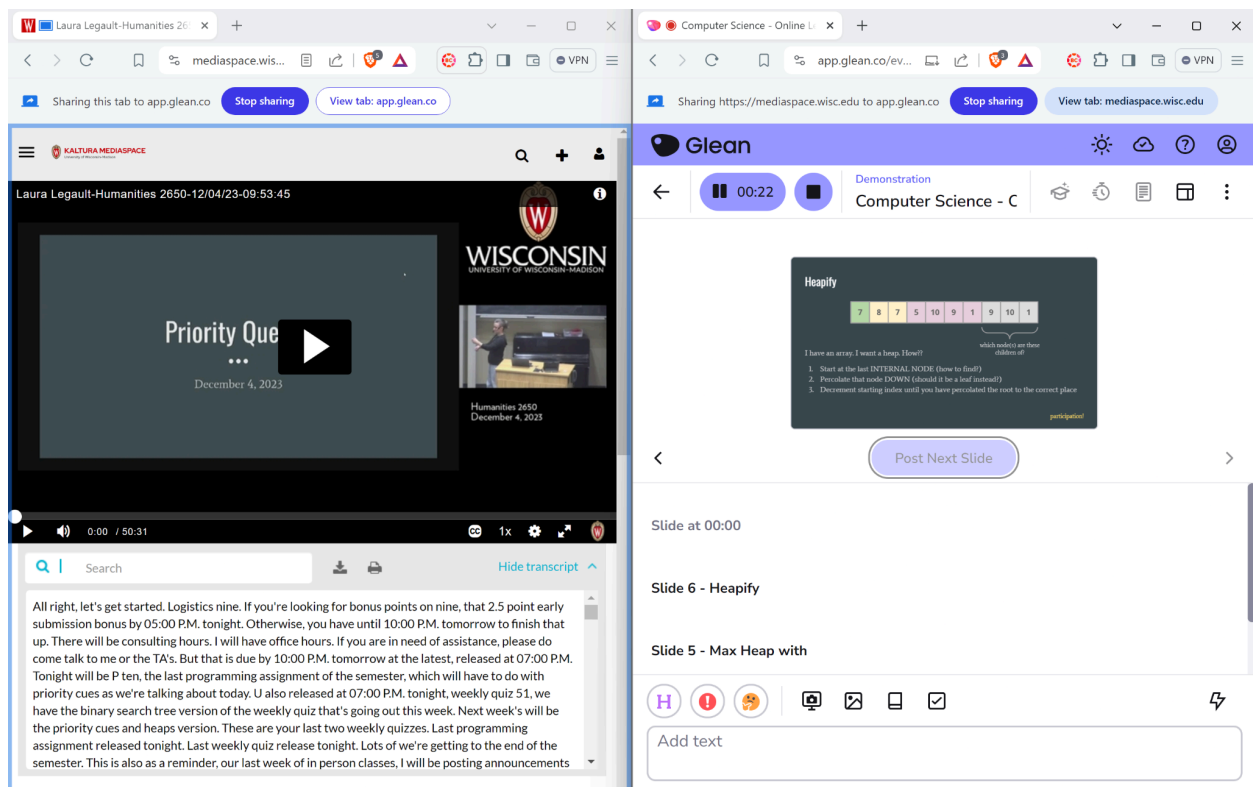 Laura Legault-Humanities 26
mediaspace.wis...
5
VPN
Sharing this tab to app.glean.co
Stop sharing
View tab: app.glean.co
KALTURA MEDIASPACE
Laura Legault-Humanities 2650-12/04/23-09:53:45
Priority Que
December 4, 2023
W
WISCONSIN
UNIVERSITY OF WISCONSIN-MADISON
Humanities 2650
December 4, 2023
0:00 / 50:31
CC
1x
Search
Hide transcript
All right, let's get started. Logistics nine. If you're looking for bonus points on nine, that 2.5 point early
submission bonus by 05:00 P.M. tonight. Otherwise, you have until 10:00 P.M. tomorrow to finish that
up. There will be consulting hours. I will have office hours. If you are in need of assistance, please do
come talk to me or the TA's. But that is due by 10:00 P.M. tomorrow at the latest, released at 07:00 P.M.
Tonight will be P ten, the last programming assignment of the semester, which will have to do with
priority cues as we're talking about today. U also released at 07:00 P.M. tonight, weekly quiz 51, we
have the binary search tree version of the weekly quiz that's going out this week. Next week's will be
the priority cues and heaps version. These are your last two weekly quizzes. Last programming
assignment released tonight. Last weekly quiz release tonight. Lots of we're getting to the end of the
semester. This is also as a reminder, our last week of in person classes, I will be posting announcements
Computer Science - Online L
app.glean.co/ev...
3
VPN
Sharing https://mediaspace.wisc.edu to app.glean.co
Stop sharing
View tab: mediaspace.wisc.edu
Glean
00:22
Demonstration
Computer Science - C
Heapify
7 8 7 5 10 9 1 9 10 1
which node(s) are these
children of?
I have an array. I want a heap. How??
1. Start at the last INTERNAL NODE (how to find?)
2. Percolate that node DOWN (should it be a leaf instead?)
3. Decrement starting index until you have percolated the root to the correct place
participation!
Post Next Slide
Slide at 00:00
Slide 6 - Heapify
Slide 5 - Max Heap with
H
Add text